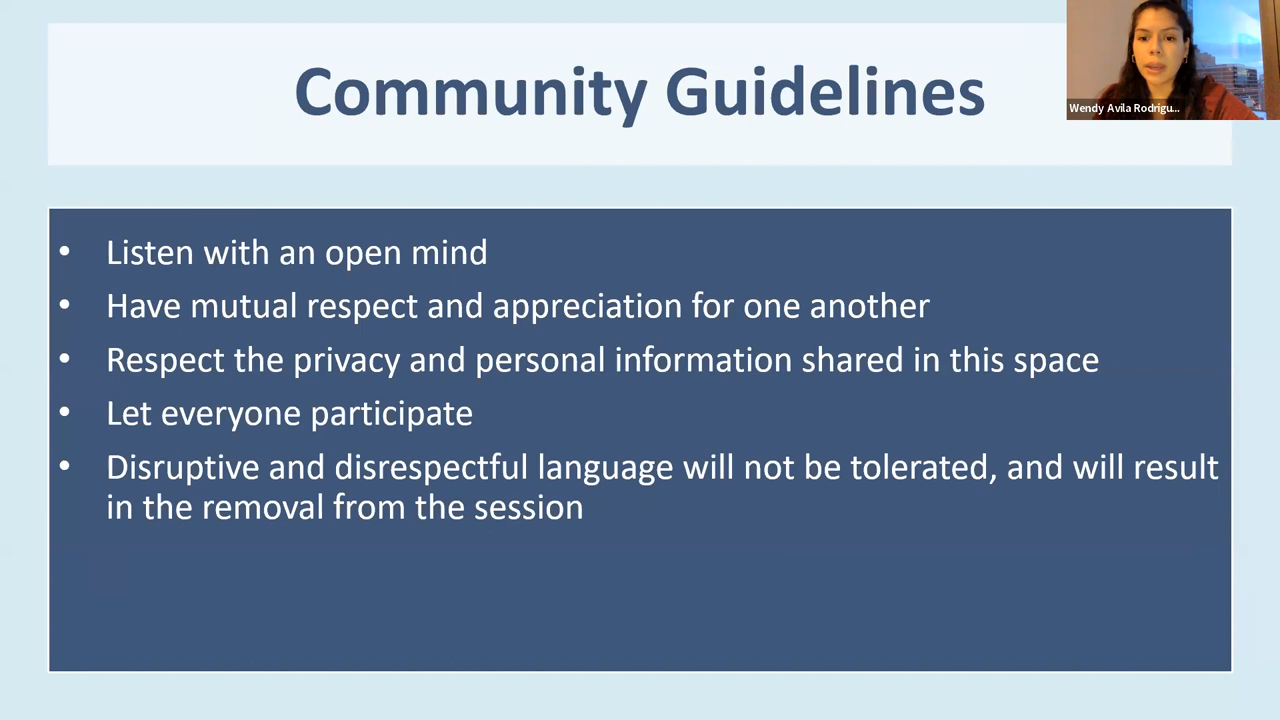 Community Guidelines
Wendy Avila Rodrigu...
• Listen with an open mind
• Have mutual respect and appreciation for one another
• Respect the privacy and personal information shared in this space
• Let everyone participate
• Disruptive and disrespectful language will not be tolerated, and will result
in the removal from the session